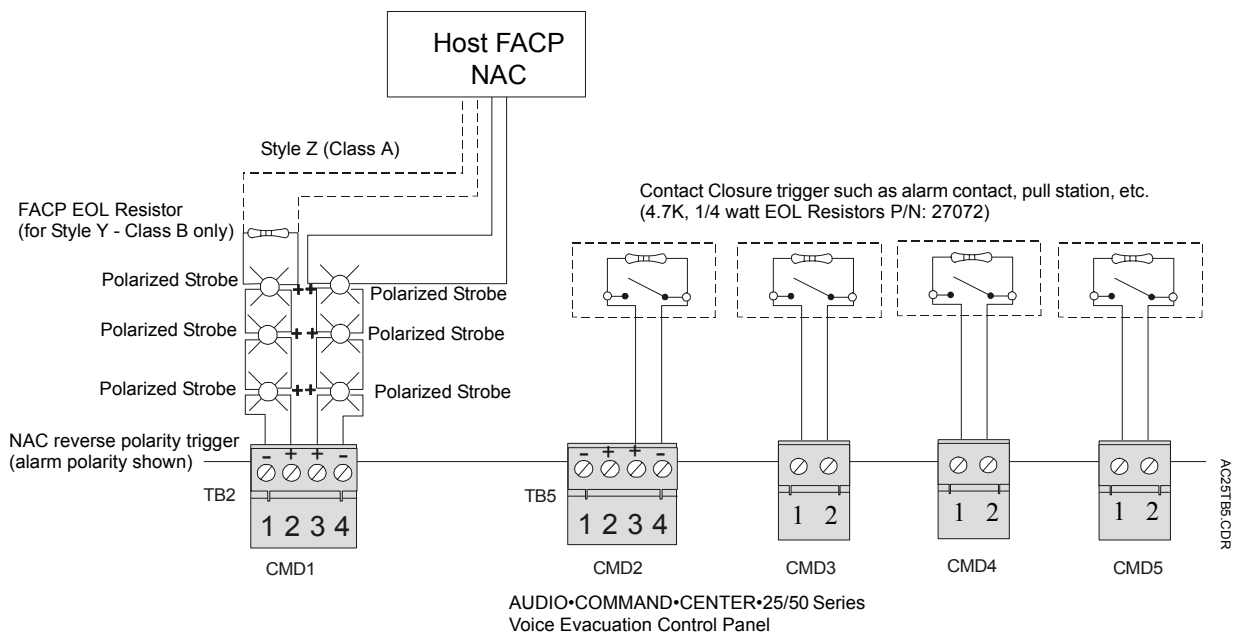 Host FACP
NAC
Style Z (Class A)
FACP EOL Resistor
(for Style Y - Class B only)
Contact Closure trigger such as alarm contact, pull station, etc.
(4.7K, 1/4 watt EOL Resistors P/N: 27072)
Polarized Strobe
++
Polarized Strobe
Polarized Strobe
++
Polarized Strobe
Polarized Strobe
++
Polarized Strobe
NAC reverse polarity trigger
(alarm polarity shown)
- + + -
- + + -
TB2
TB5
1 2 3 4
1 2 3 4
1 2
1 2
1 2
CMD1
CMD2
CMD3
CMD4
CMD5
AC25TB5.CDR
AUDIO•COMMAND•CENTER•25/50 Series
Voice Evacuation Control Panel